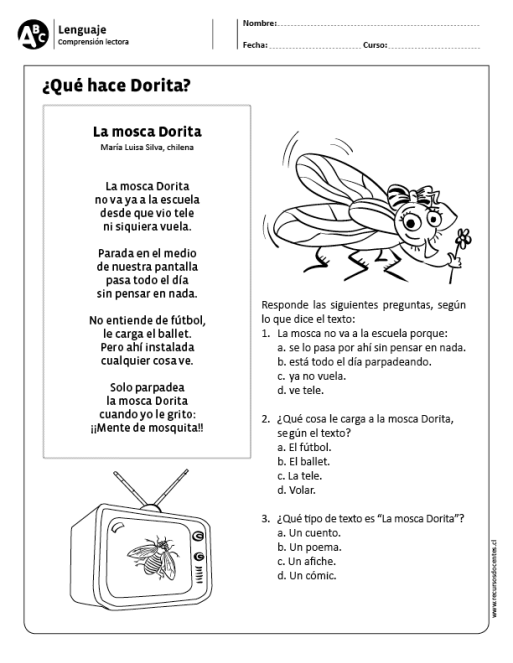 ABC
Lenguaje
Comprensión lectora
Nombre:
Fecha: Curso:
¿Qué hace Dorita?
La mosca Dorita
María Luisa Silva, chilena
La mosca Dorita
no va ya a la escuela
desde que vio tele
ni siquiera vuela.
Parada en el medio
de nuestra pantalla
pasa todo el día
sin pensar en nada.
No entiende de fútbol,
le carga el ballet.
Pero ahí instalada
cualquier cosa ve.
Solo parpadea
la mosca Dorita
cuando yo le grito:
¡¡Mente de mosquita!!
Responde las siguientes preguntas, según
lo que dice el texto:
1. La mosca no va a la escuela porque:
a. se lo pasa por ahí sin pensar en nada.
b. está todo el día parpadeando.
c. ya no vuela.
d. ve tele.
2. ¿Qué cosa le carga a la mosca Dorita,
según el texto?
a. El fútbol.
b. El ballet.
c. La tele.
d. Volar.
3. ¿Qué tipo de texto es “La mosca Dorita”?
a. Un cuento.
b. Un poema.
c. Un afiche.
d. Un cómic.
www.recursosdocentes.cl